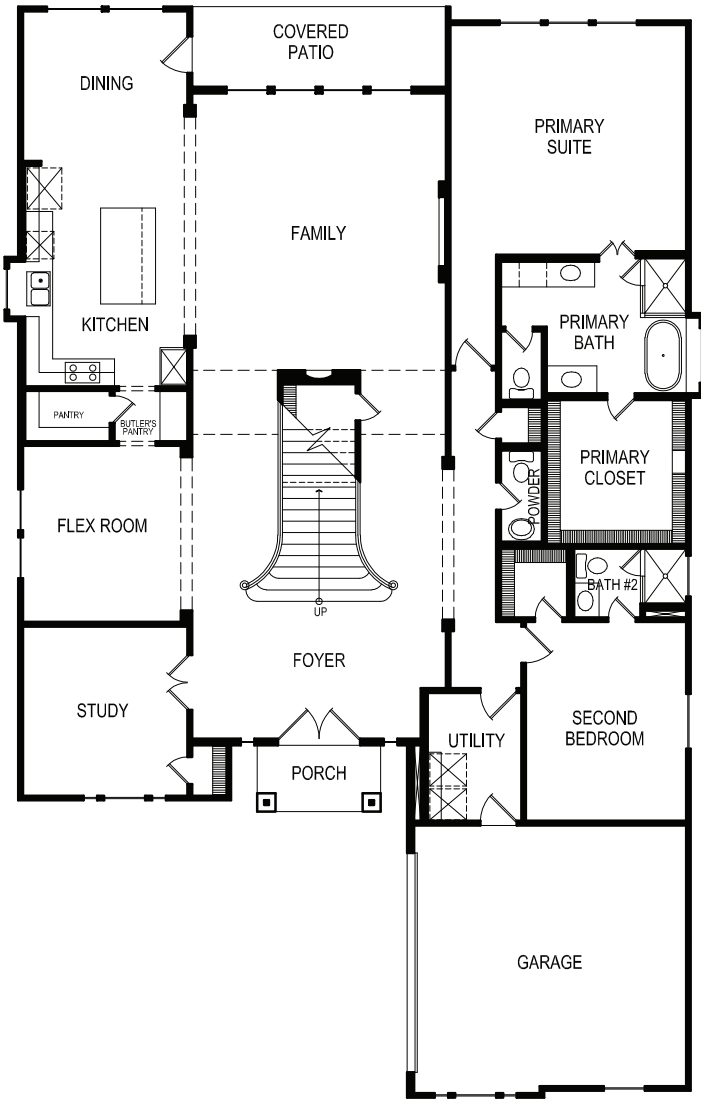 COVERED
PATIO
DINING
PRIMARY
SUITE
FAMILY
KITCHEN
PRIMARY
BATH
PANTRY
BUTLER'S
PANTRY
PRIMARY
CLOSET
POWDER
FLEX ROOM
BATH #2
UP
FOYER
STUDY
SECOND
BEDROOM
UTILITY
PORCH
GARAGE